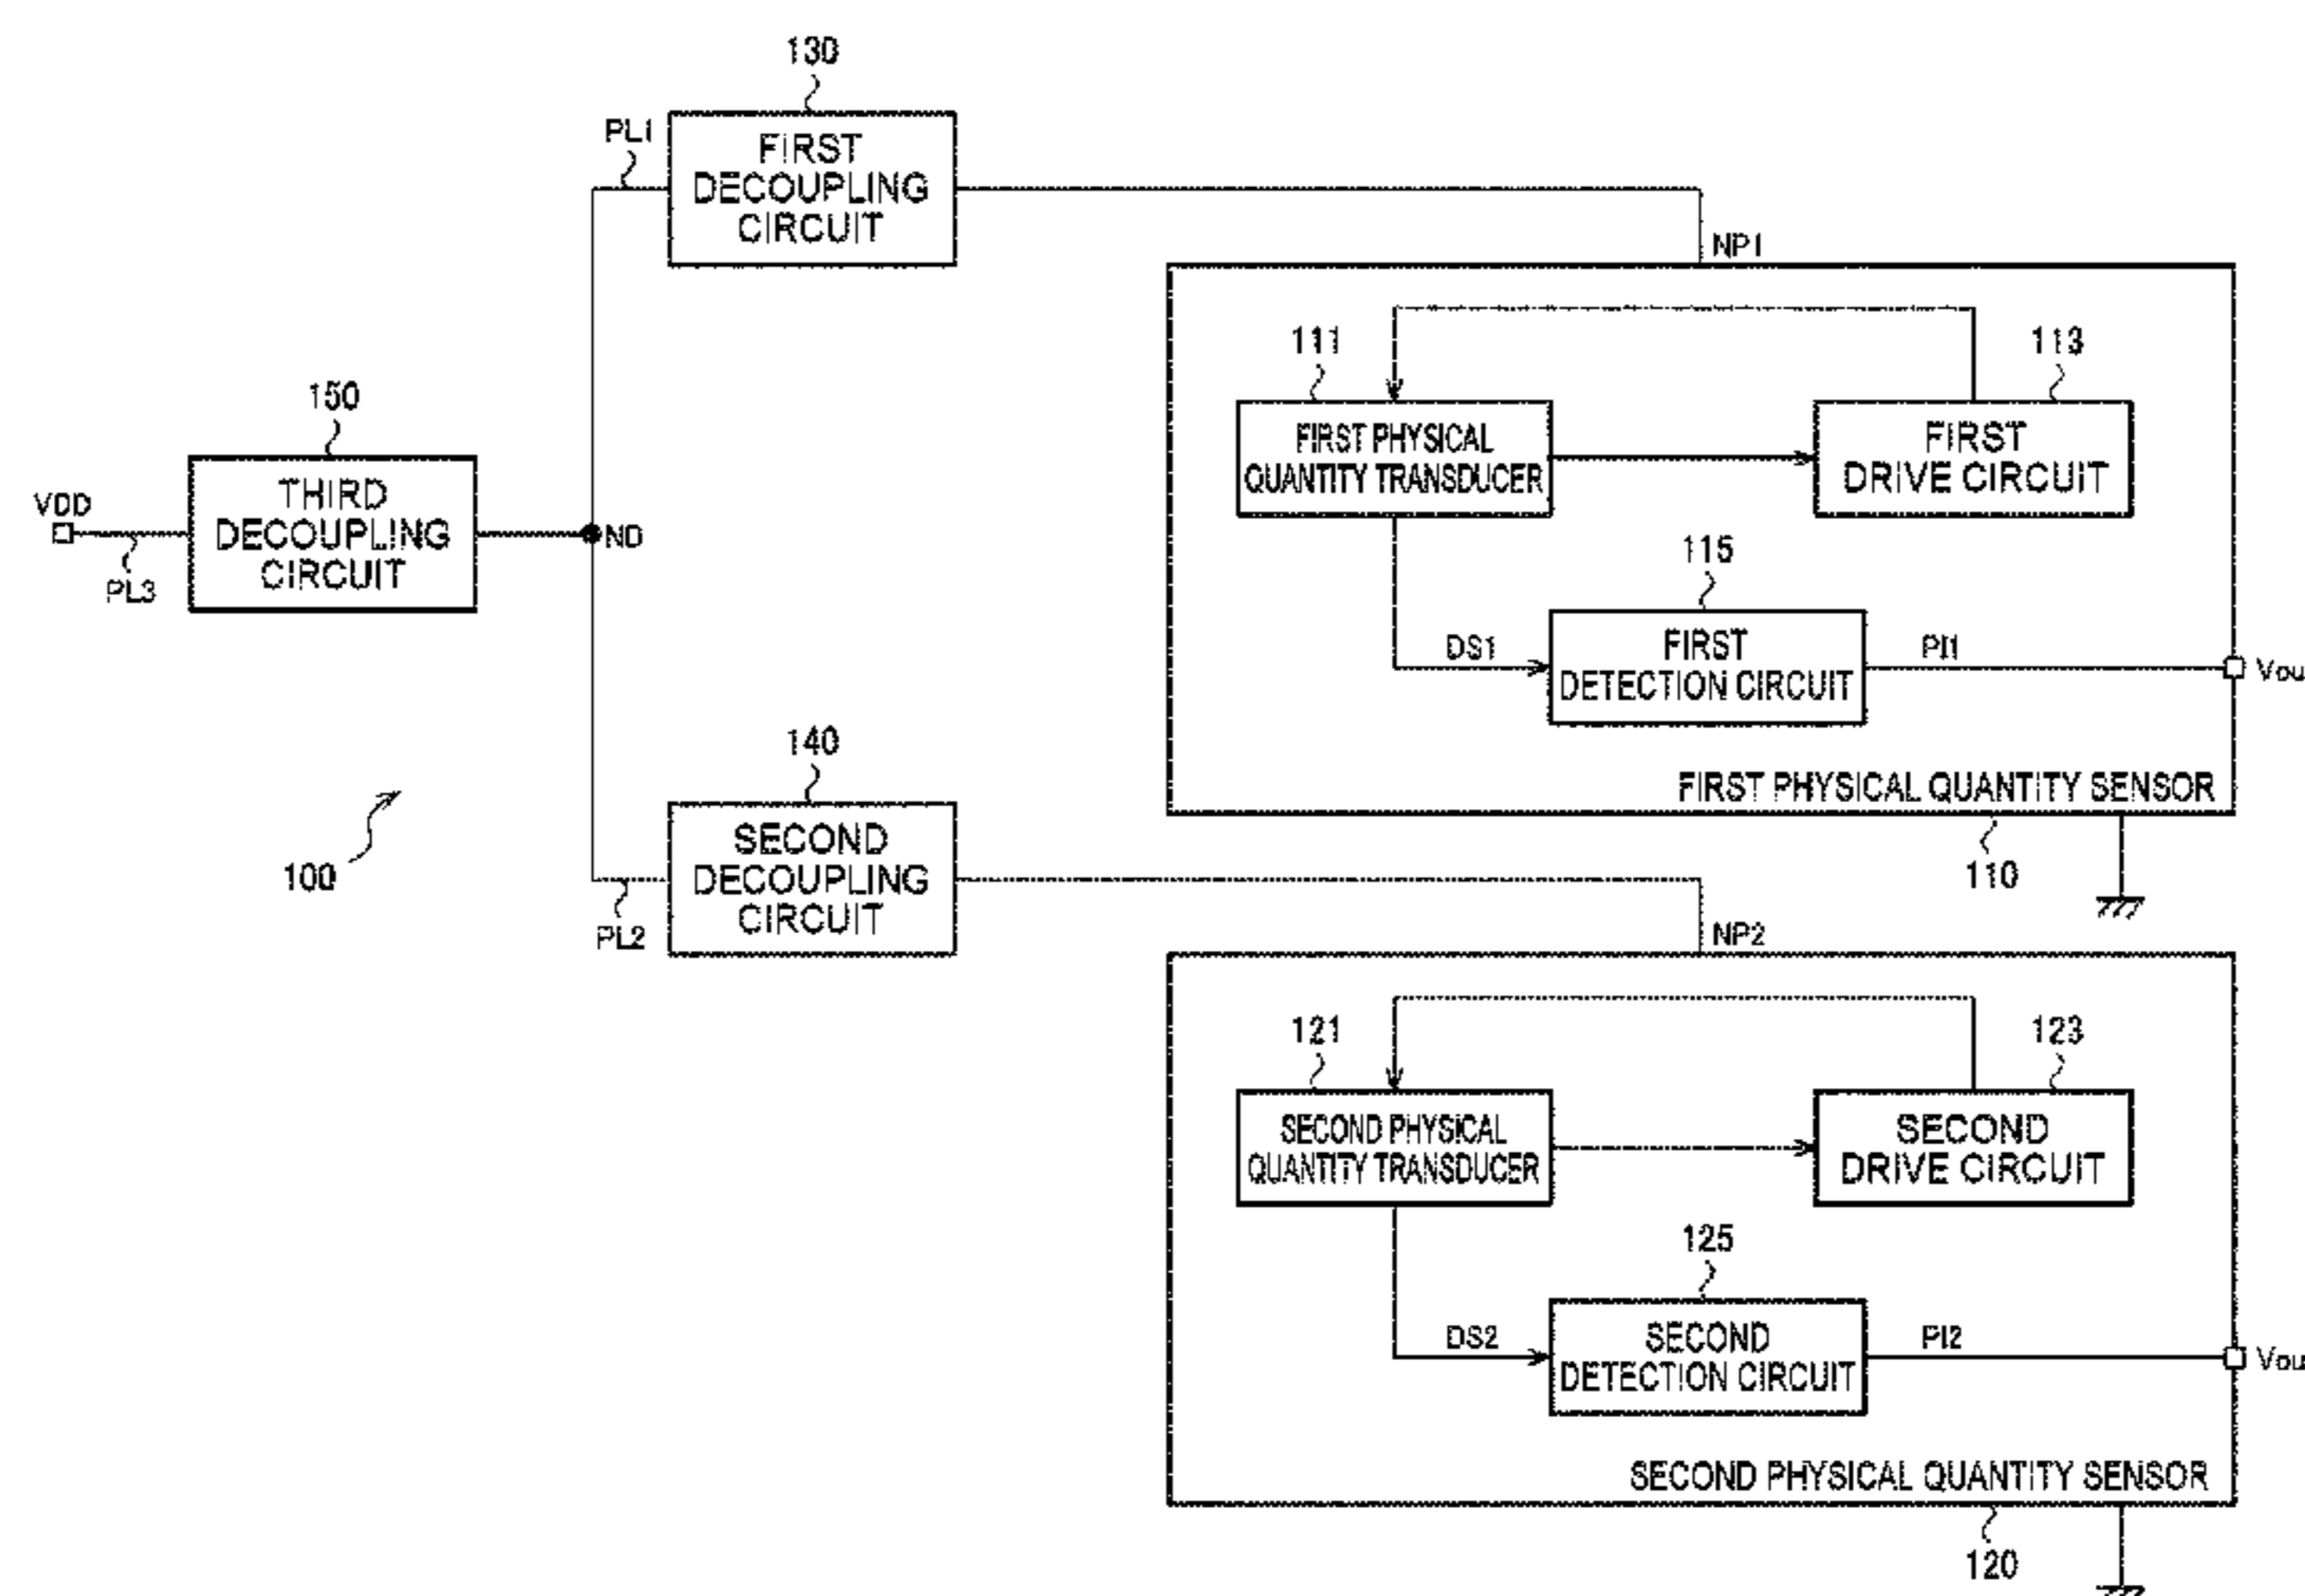 130
PL1
FIRST
DECOUPLING
CIRCUIT
NP1
111
113
FIRST PHYSICAL
QUANTITY TRANSDUCER
FIRST
DRIVE CIRCUIT
150
VDD
THIRD
DECOUPLING
CIRCUIT
ND
PL3
115
DS1
FIRST
DETECTION CIRCUIT
PI1
Vou
FIRST PHYSICAL QUANTITY SENSOR
110
100
140
SECOND
DECOUPLING
CIRCUIT
PL2
NP2
121
123
SECOND PHYSICAL
QUANTITY TRANSDUCER
SECOND
DRIVE CIRCUIT
125
DS2
SECOND
DETECTION CIRCUIT
PI2
Vou
SECOND PHYSICAL QUANTITY SENSOR
120